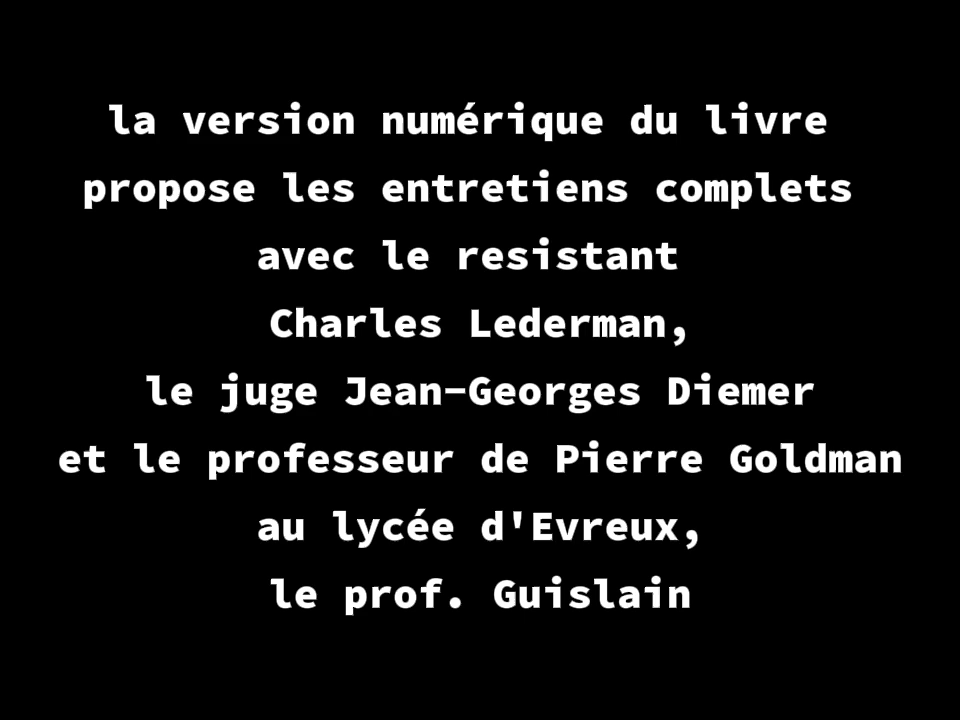 la version numérique du livre
propose les entretiens complets
avec le resistant
Charles Lederman,
le juge Jean-Georges Diemer
et le professeur de Pierre Goldman
au lycée d'Evreux,
le prof. Guislain